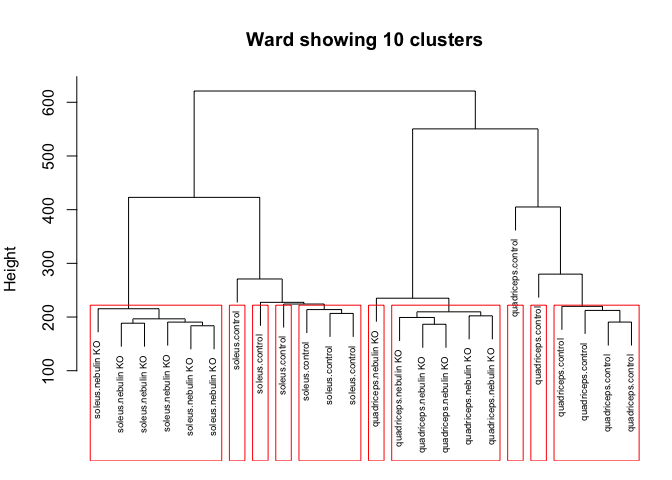 Ward showing 10 clusters
Height
600
500
400
300
200
100
soleus.nebulin KO
soleus.nebulin KO
soleus.nebulin KO
soleus.nebulin KO
soleus.nebulin KO
soleus.nebulin KO
soleus.control
soleus.control
soleus.control
soleus.control
soleus.control
soleus.control
quadriceps.nebulin KO
quadriceps.nebulin KO
quadriceps.nebulin KO
quadriceps.nebulin KO
quadriceps.nebulin KO
quadriceps.nebulin KO
quadriceps.control
quadriceps.control
quadriceps.control
quadriceps.control
quadriceps.control
quadriceps.control